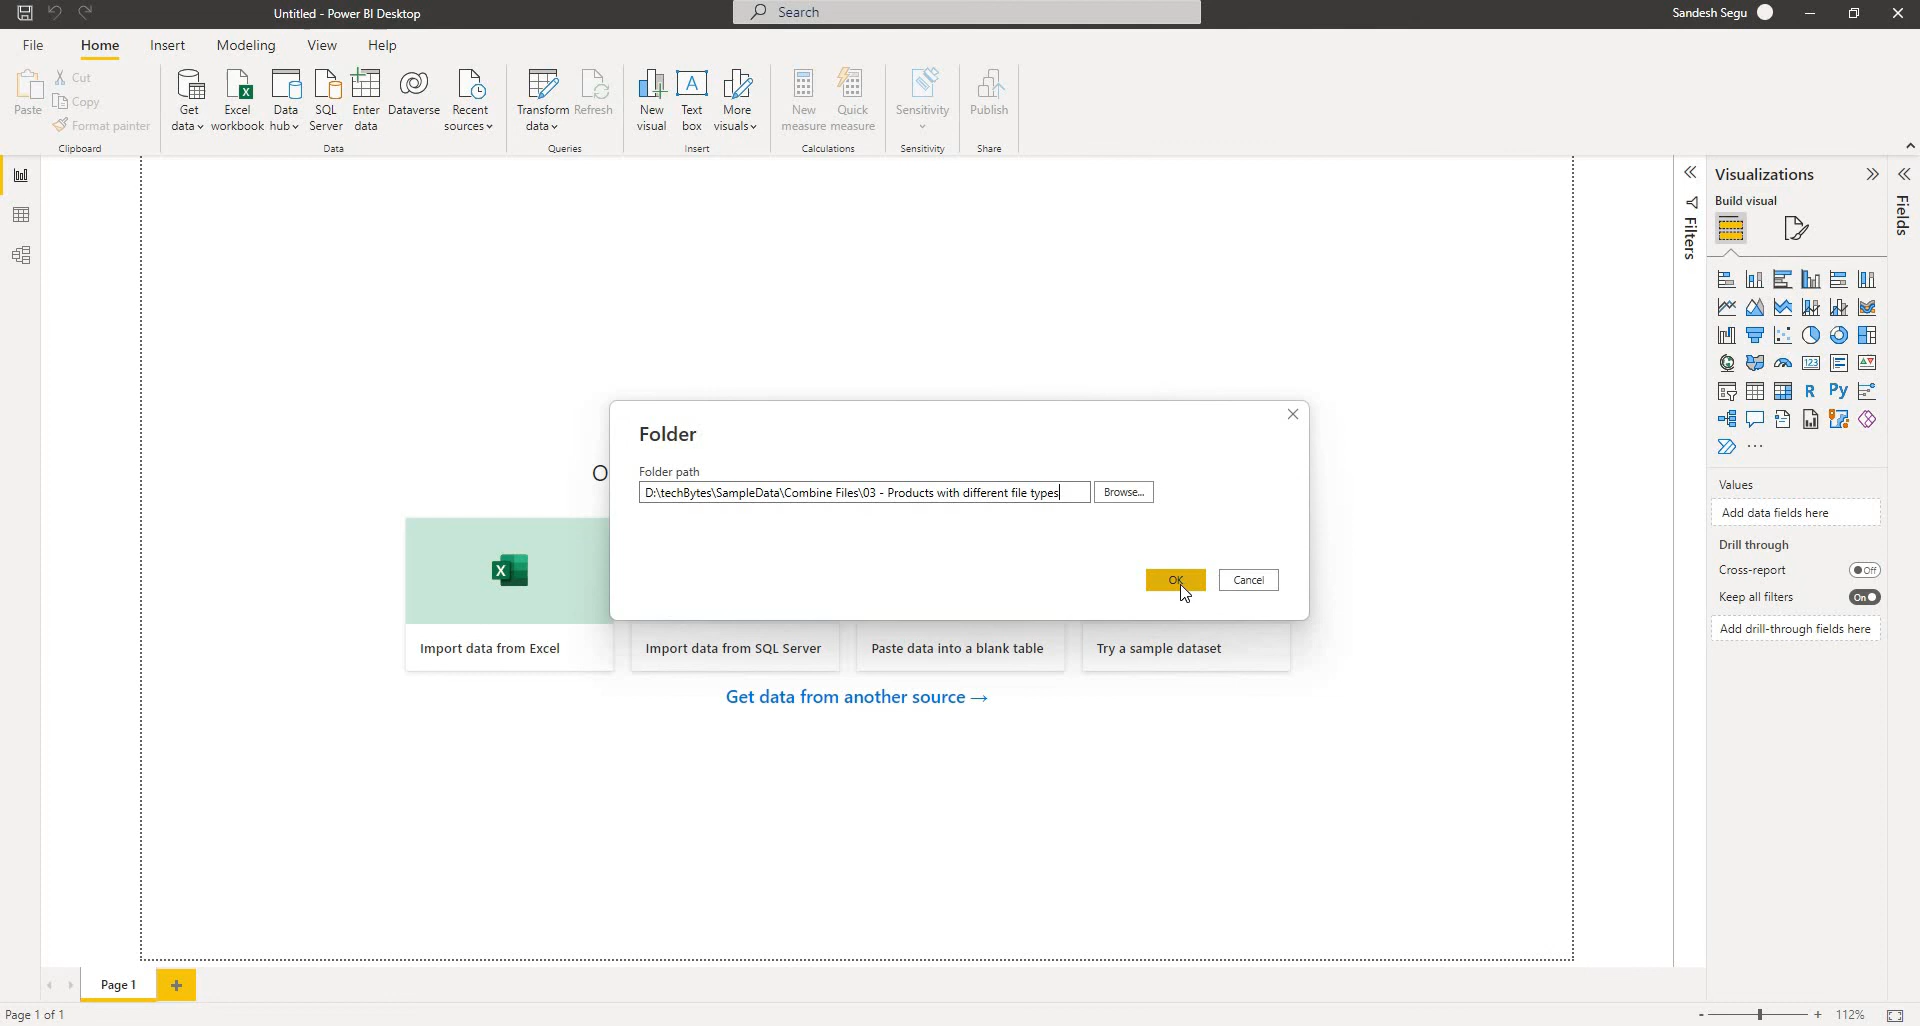 Untitled - Power BI Desktop
Search
Sandesh Segu
File Home Insert Modeling View Help
Paste
Cut
Copy
Format painter
Clipboard
Get data
Excel workbook
Data hub
SQL Server
Enter data
Dataverse
Recent sources
Data
Transform data
Refresh
Queries
New visual
Text box
More visuals
Insert
New measure
Quick measure
Calculations
Sensitivity
Sensitivity
Publish
Share
Filters
Visualizations
Build visual
Fields
R
Py
123
Values
Add data fields here
Drill through
Cross-report
Off
Keep all filters
On
Add drill-through fields here
O
Folder
Folder path
D:\techBytes\SampleData\Combine Files\03 - Products with different file types
Browse...
OK
Cancel
Import data from Excel
Import data from SQL Server
Paste data into a blank table
Try a sample dataset
Get data from another source →
Page 1
Page 1 of 1
112%